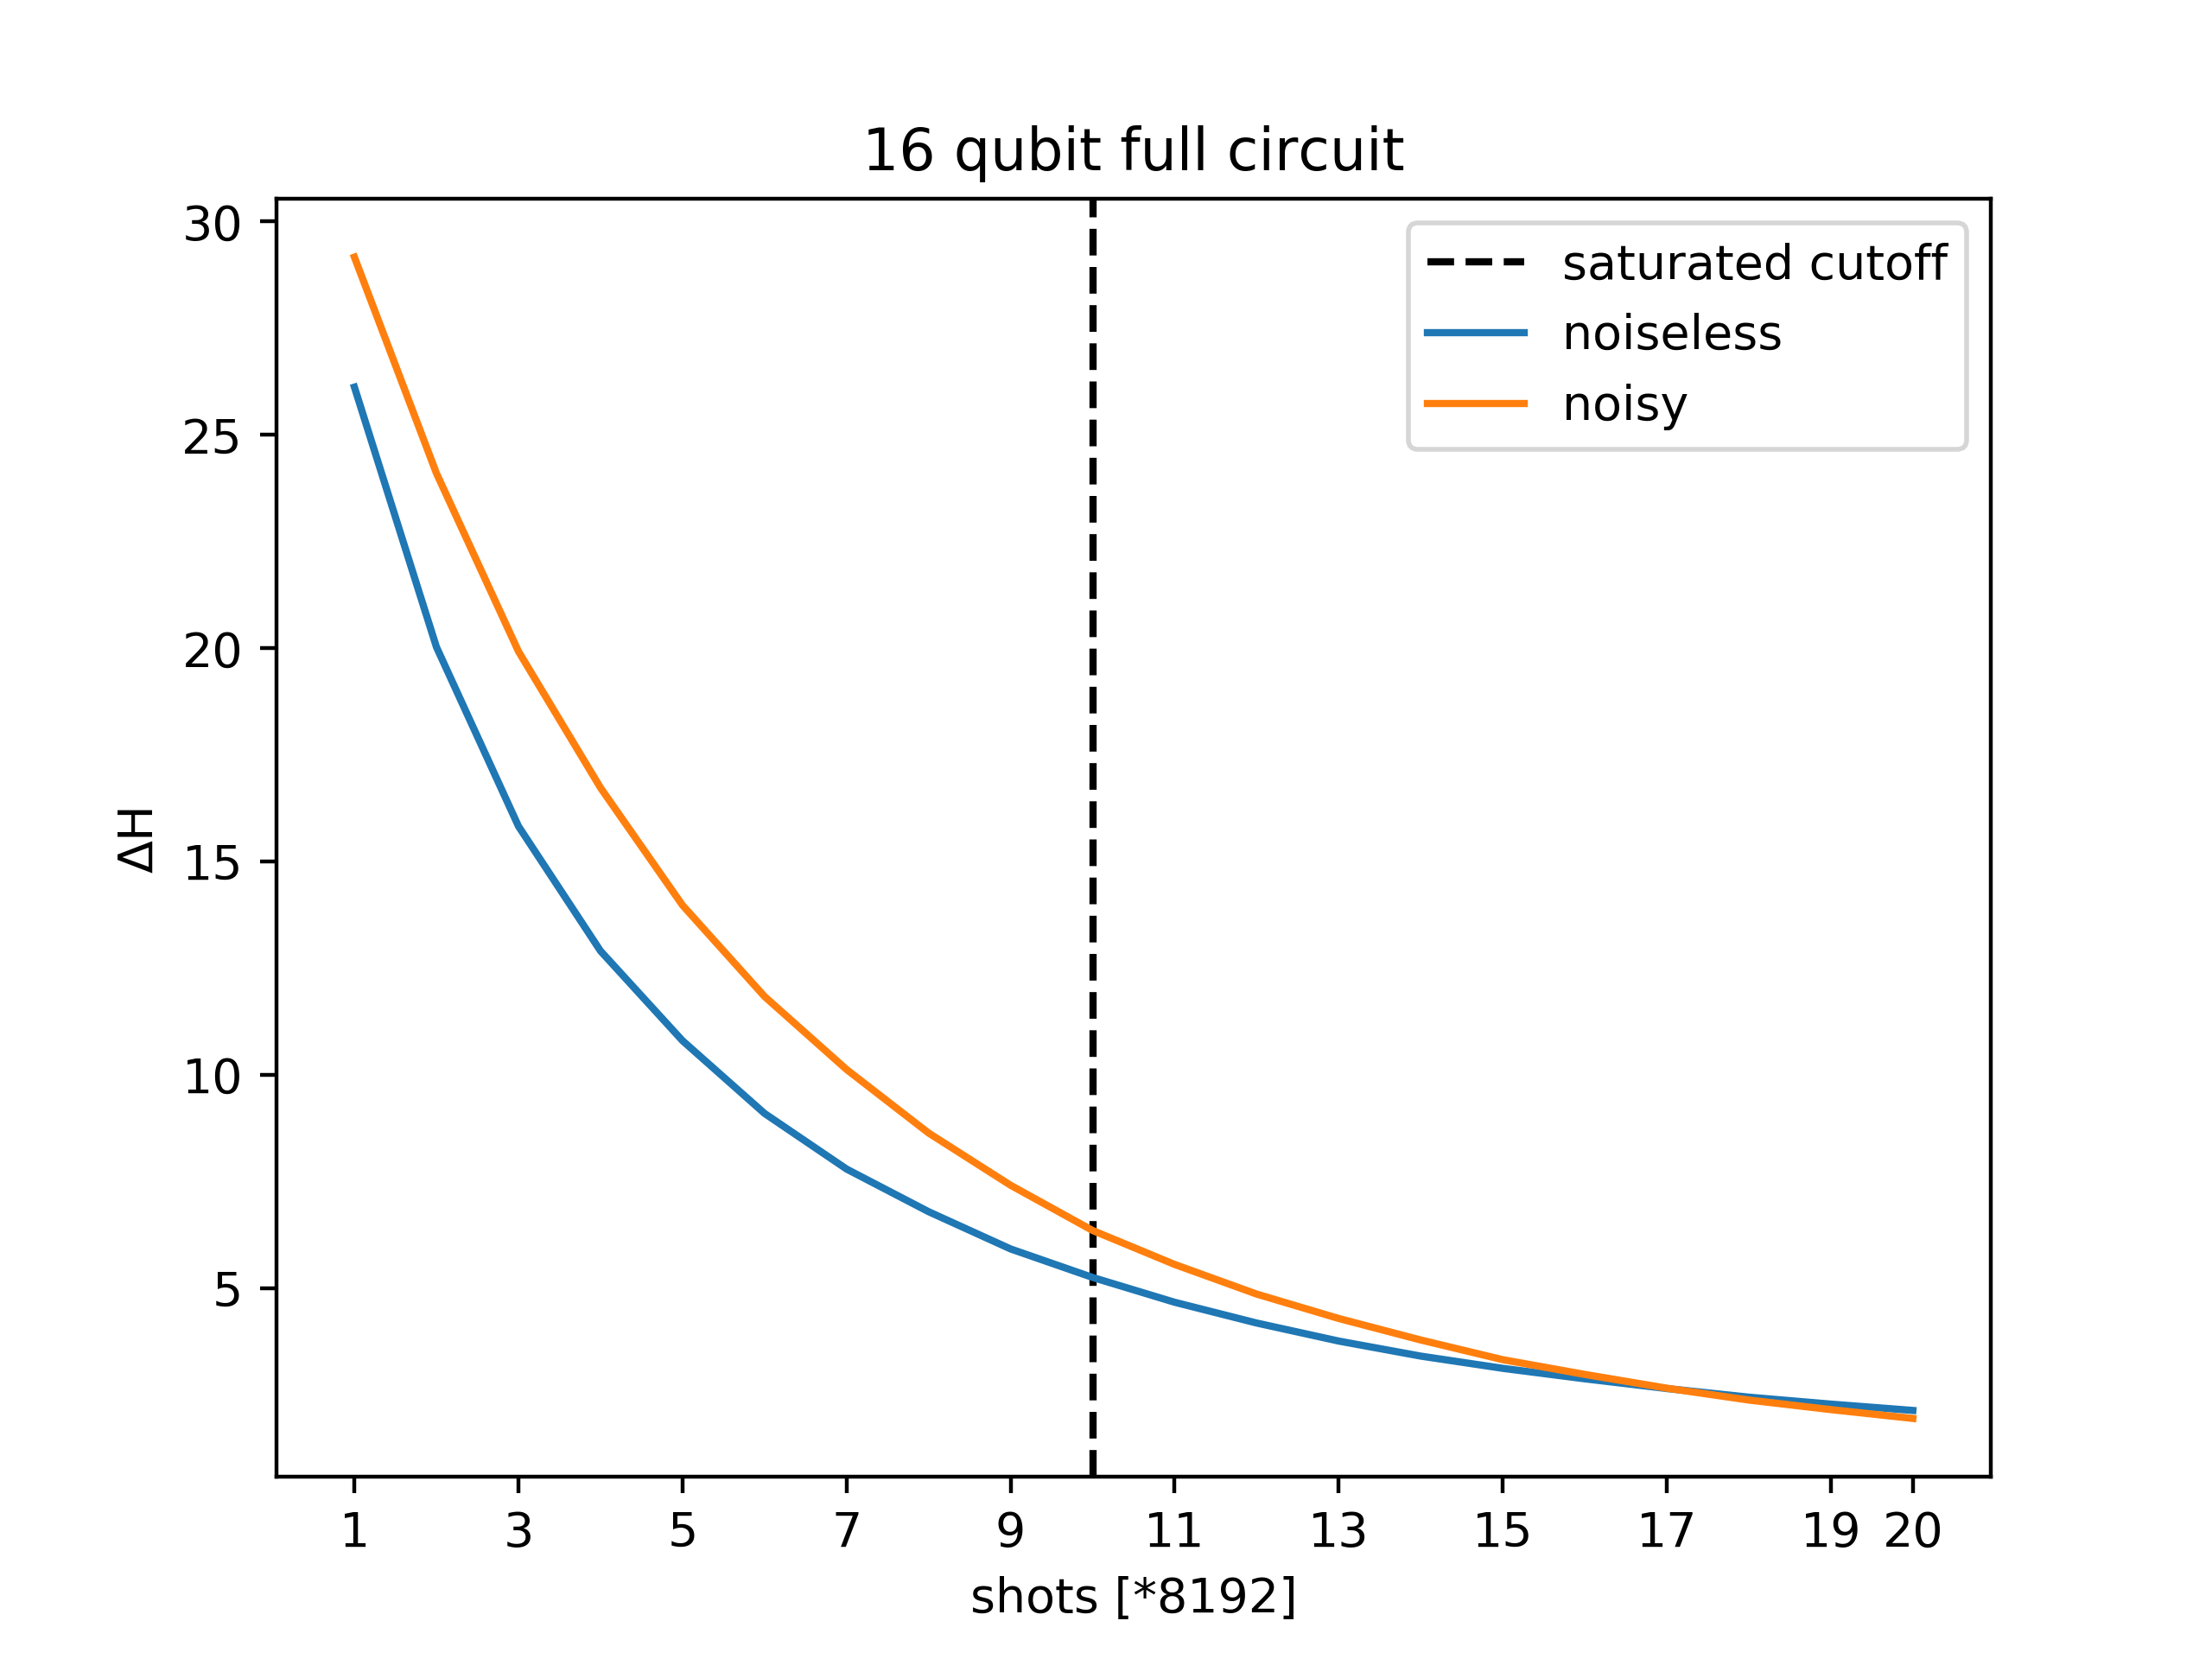 16 qubit full circuit
30
25
20
15
10
5
ΔH
saturated cutoff
noiseless
noisy
1 3 5 7 9 11 13 15 17 19 20
shots [*8192]